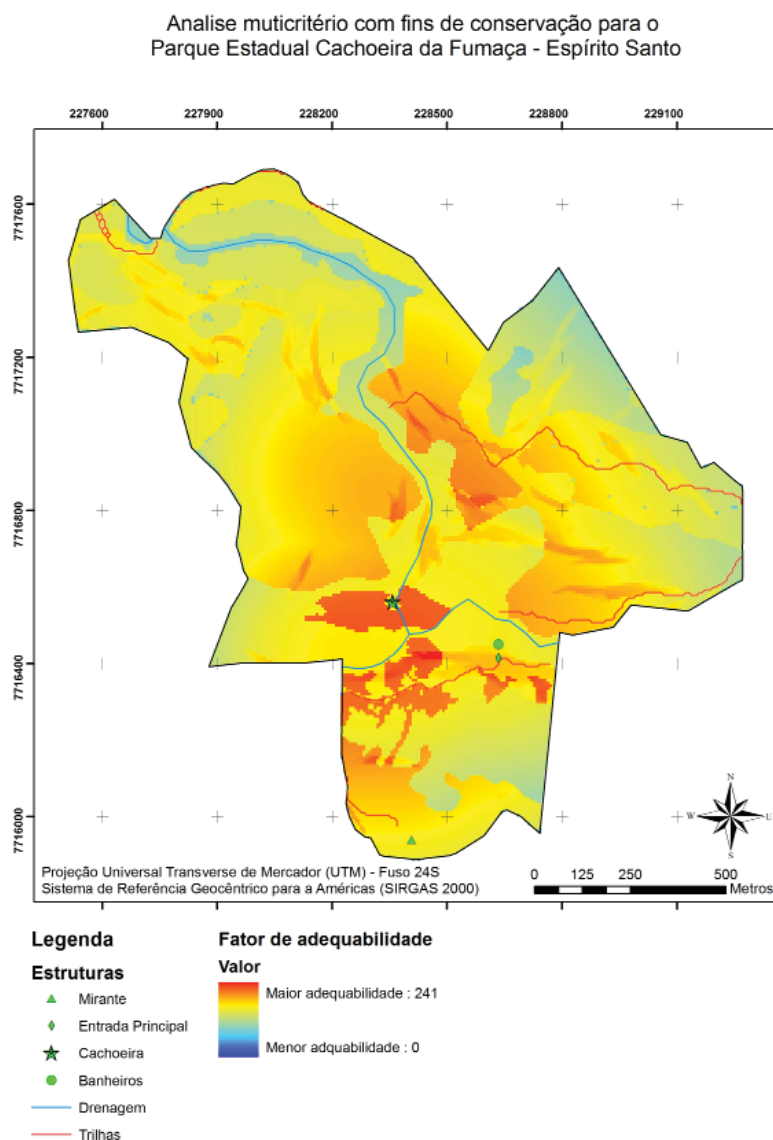 Analise muticritério com fins de conservação para o
Parque Estadual Cachoeira da Fumaça - Espírito Santo
227600 227900 228200 228500 228800 229100
7717600
7717200
7716800
7716400
7716000
N
W U
S
Projeção Universal Transverse de Mercador (UTM) - Fuso 24S
Sistema de Referência Geocêntrico para a Américas (SIRGAS 2000)
0 125 250 500
Metros
Legenda
Estruturas
Mirante
Entrada Principal
Cachoeira
Banheiros
Drenagem
Trilhas
Fator de adequabilidade
Valor
Maior adequabilidade : 241
Menor adquabilidade : 0